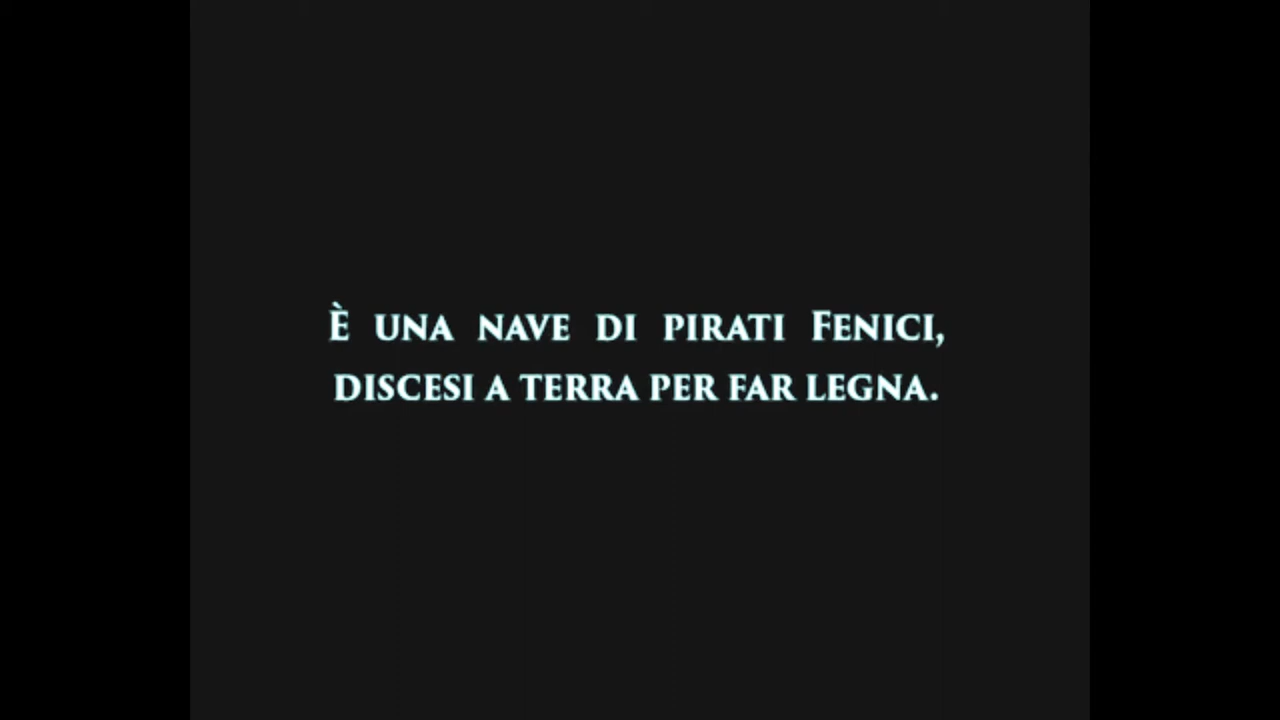 È UNA NAVE DI PIRATI FENICI,
DISCESI A TERRA PER FAR LEGNA.